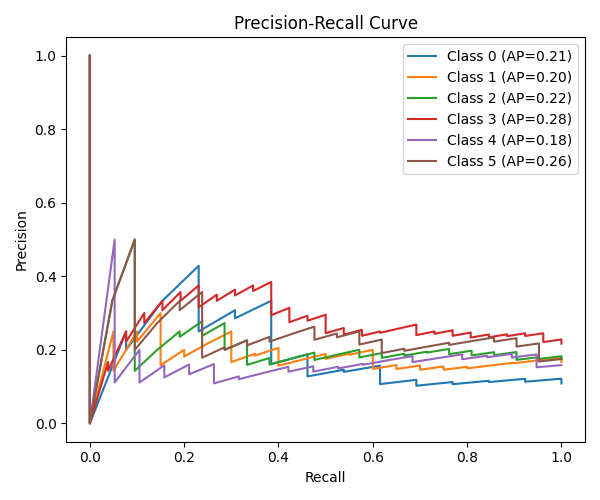 Precision-Recall Curve
1.0
0.8
0.6
0.4
0.2
0.0
Precision
Class 0 (AP=0.21)
Class 1 (AP=0.20)
Class 2 (AP=0.22)
Class 3 (AP=0.28)
Class 4 (AP=0.18)
Class 5 (AP=0.26)
0.0 0.2 0.4 0.6 0.8 1.0
Recall